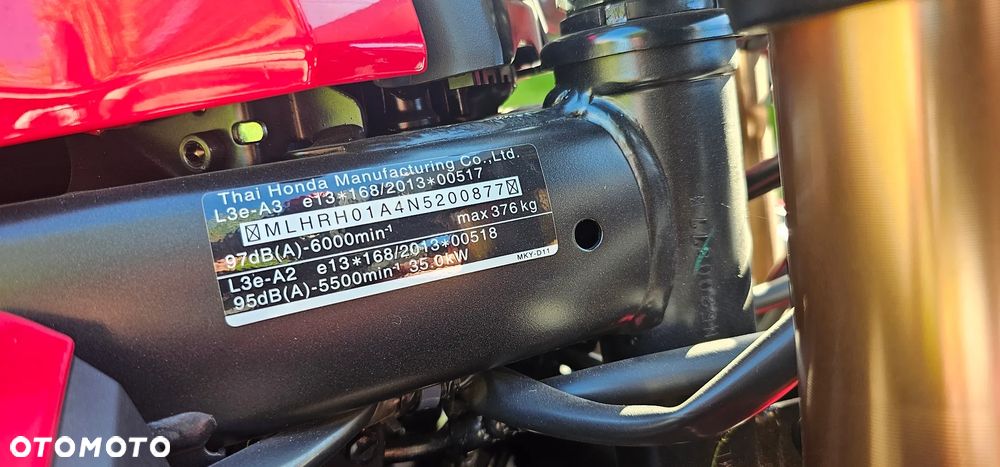 Thai Honda Manufacturing Co.,Ltd.
L3e-A3 e13*168/2013*00517
MLHRH01A4N5200877
97dB(A)-6000min⁻¹ max 376 kg
L3e-A2 e13*168/2013*00518
95dB(A)-5500min⁻¹ 35.0kW
MKY-D11
OTOMOTO